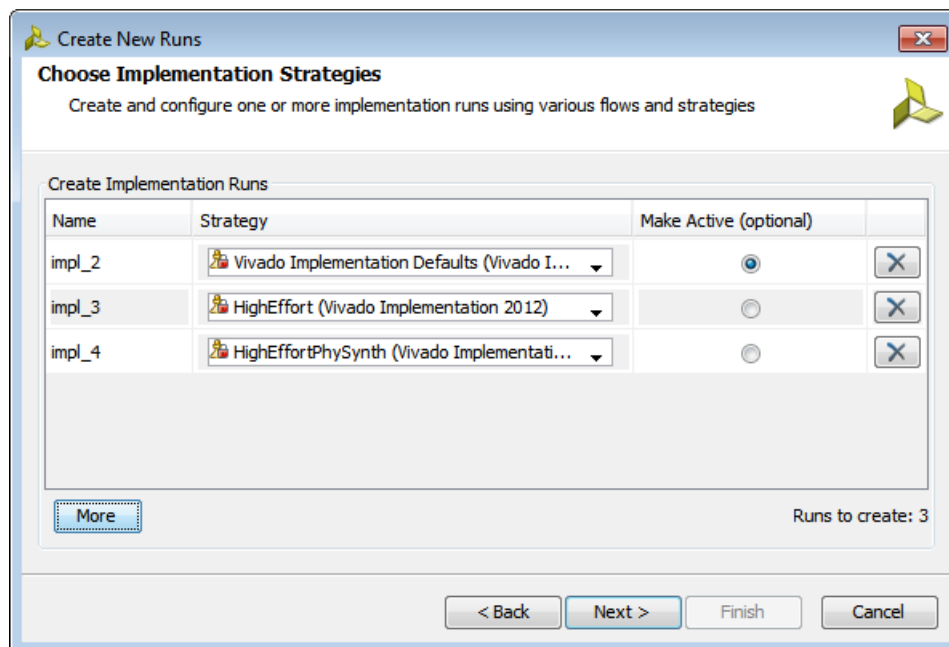 Create New Runs
Choose Implementation Strategies
Create and configure one or more implementation runs using various flows and strategies
Create Implementation Runs
Name Strategy Make Active (optional)
impl_2 Vivado Implementation Defaults (Vivado I...
impl_3 HighEffort (Vivado Implementation 2012)
impl_4 HighEffortPhySynth (Vivado Implementati...
More Runs to create: 3
< Back Next > Finish Cancel